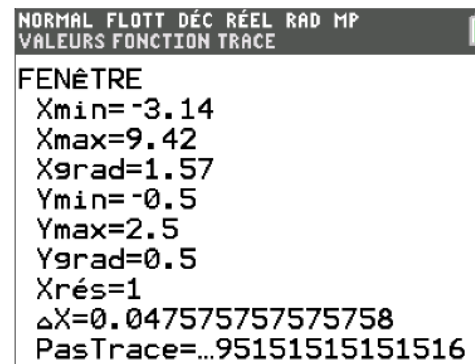 NORMAL FLOTT DÉC RÉEL RAD MP
VALEURS FONCTION TRACE
FENÊTRE
Xmin=-3.14
Xmax=9.42
Xgrad=1.57
Ymin=-0.5
Ymax=2.5
Ygrad=0.5
Xrés=1
△X=0.047575757575758
PasTrace=…95151515151516